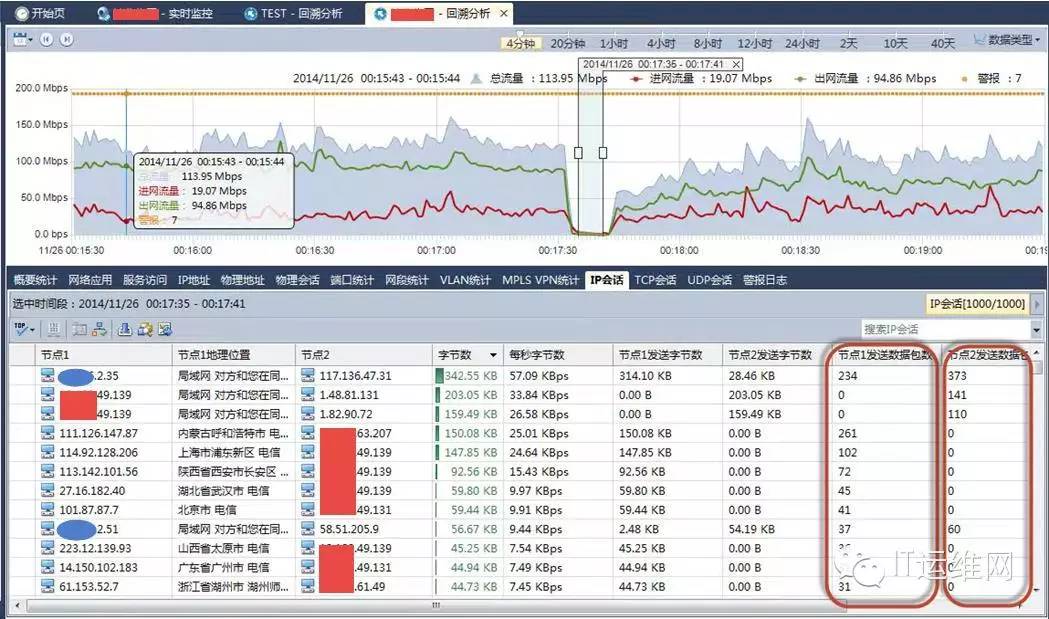 开始页 - 实时监控 TEST - 回溯分析 - 回溯分析
4分钟 20分钟 1小时 4小时 8小时 12小时 24小时 2天 10天 40天 数据类型
2014/11/26 00:17:35 - 00:17:41
2014/11/26 00:15:43 - 00:15:44 总流量 : 113.95 Mbps 进网流量 : 19.07 Mbps 出网流量 : 94.86 Mbps 警报 : 7
200.0 Mbps
150.0 Mbps
100.0 Mbps
50.0 Mbps
0.0 bps
2014/11/26 00:15:43 - 00:15:44
总流量 : 113.95 Mbps
进网流量 : 19.07 Mbps
出网流量 : 94.86 Mbps
警报 : 7
11/26 00:15:30 00:16:00 00:16:30 00:17:00 00:17:30 00:18:00 00:18:30 00:19:00 00:19
概要统计 网络应用 服务访问 IP地址 物理地址 物理会话 端口统计 网段统计 VLAN统计 MPLS VPN统计 IP会话 TCP会话 UDP会话 警报日志
选中时间段 : 2014/11/26 00:17:35 - 00:17:41 IP会话[1000/1000]
TOP 搜索IP会话
节点1 节点1地理位置 节点2 字节数 每秒字节数 节点1发送字节数 节点2发送字节数 节点1发送数据包数 节点2发送数据包
.2.35 局域网 对方和您在同... 117.136.47.31 342.55 KB 57.09 KBps 314.10 KB 28.46 KB 234 373
49.139 局域网 对方和您在同... 1.48.81.131 203.05 KB 33.84 KBps 0.00 B 203.05 KB 0 141
.49.139 局域网 对方和您在同... 1.82.90.72 159.49 KB 26.58 KBps 0.00 B 159.49 KB 0 110
111.126.147.87 内蒙古呼和浩特市 电... 63.207 150.08 KB 25.01 KBps 150.08 KB 0.00 B 261 0
114.92.128.206 上海市浦东新区 电信 49.139 147.85 KB 24.64 KBps 147.85 KB 0.00 B 102 0
113.142.101.56 陕西省西安市长安区 ... .49.139 92.56 KB 15.43 KBps 92.56 KB 0.00 B 72 0
27.16.182.40 湖北省武汉市 电信 .49.139 59.80 KB 9.97 KBps 59.80 KB 0.00 B 45 0
101.87.87.7 北京市 电信 .49.131 59.44 KB 9.91 KBps 59.44 KB 0.00 B 41 0
2.51 局域网 对方和您在同... 58.51.205.9 56.67 KB 9.44 KBps 2.48 KB 54.19 KB 37 60
223.12.139.93 山西省太原市 电信 .49.139 45.25 KB 7.54 KBps 45.25 KB 0.00 B 0
14.150.102.183 广东省广州市 电信 .49.131 44.94 KB 7.49 KBps 44.94 KB 0.00 B
61.153.52.7 浙江省湖州市 湖州师... .61.49 44.73 KB 7.45 KBps 44.73 KB 0.00 B 31 0
IT运维网